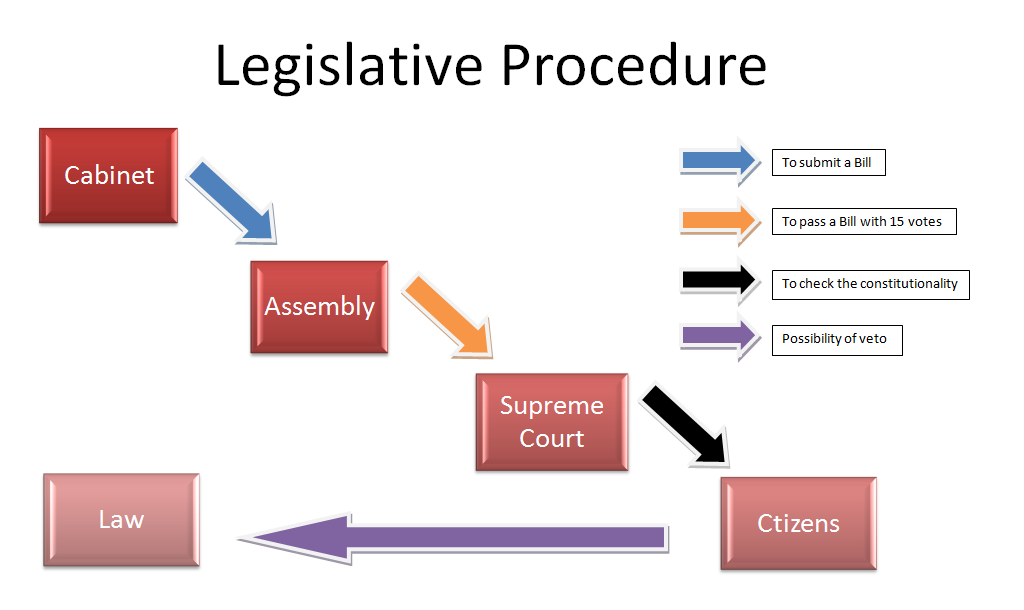 Legislative Procedure
Cabinet
To submit a Bill
To pass a Bill with 15 votes
Assembly
To check the constitutionality
Possibility of veto
Supreme
Court
Law
Ctizens